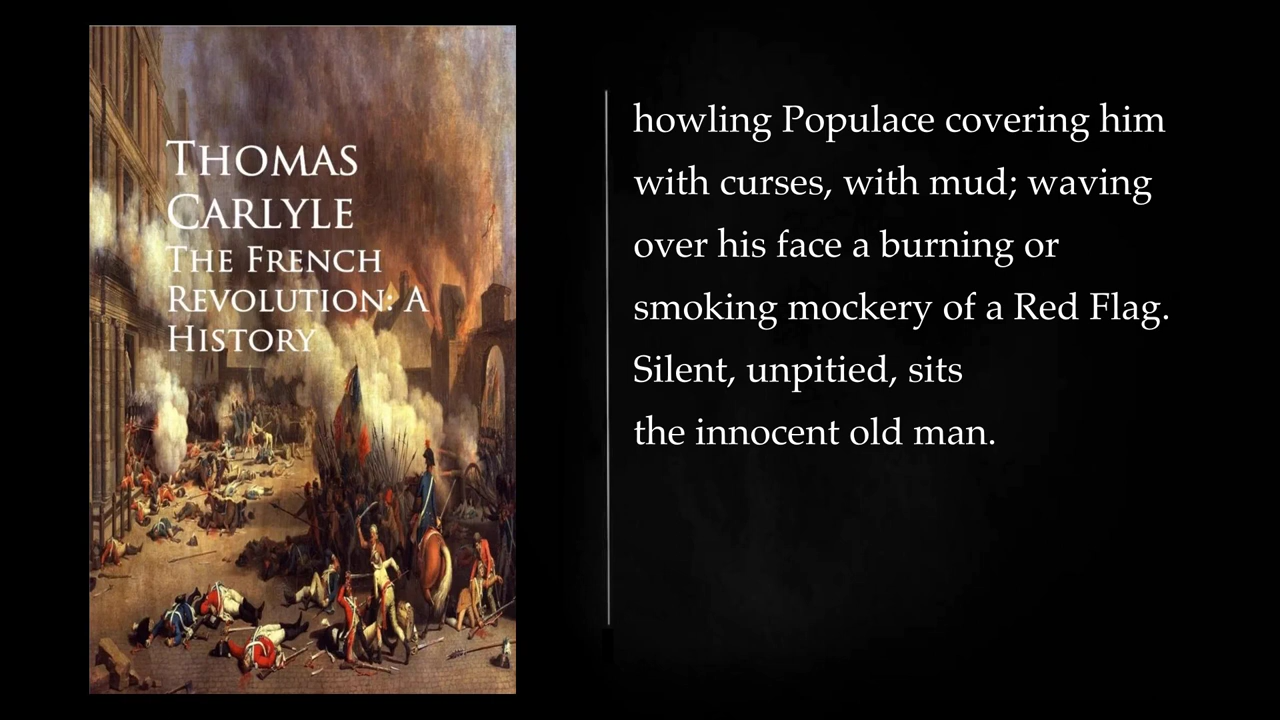 THOMAS
CARLYLE
THE FRENCH
REVOLUTION: A
HISTORY
howling Populace covering him
with curses, with mud; waving
over his face a burning or
smoking mockery of a Red Flag.
Silent, unpitied, sits
the innocent old man.